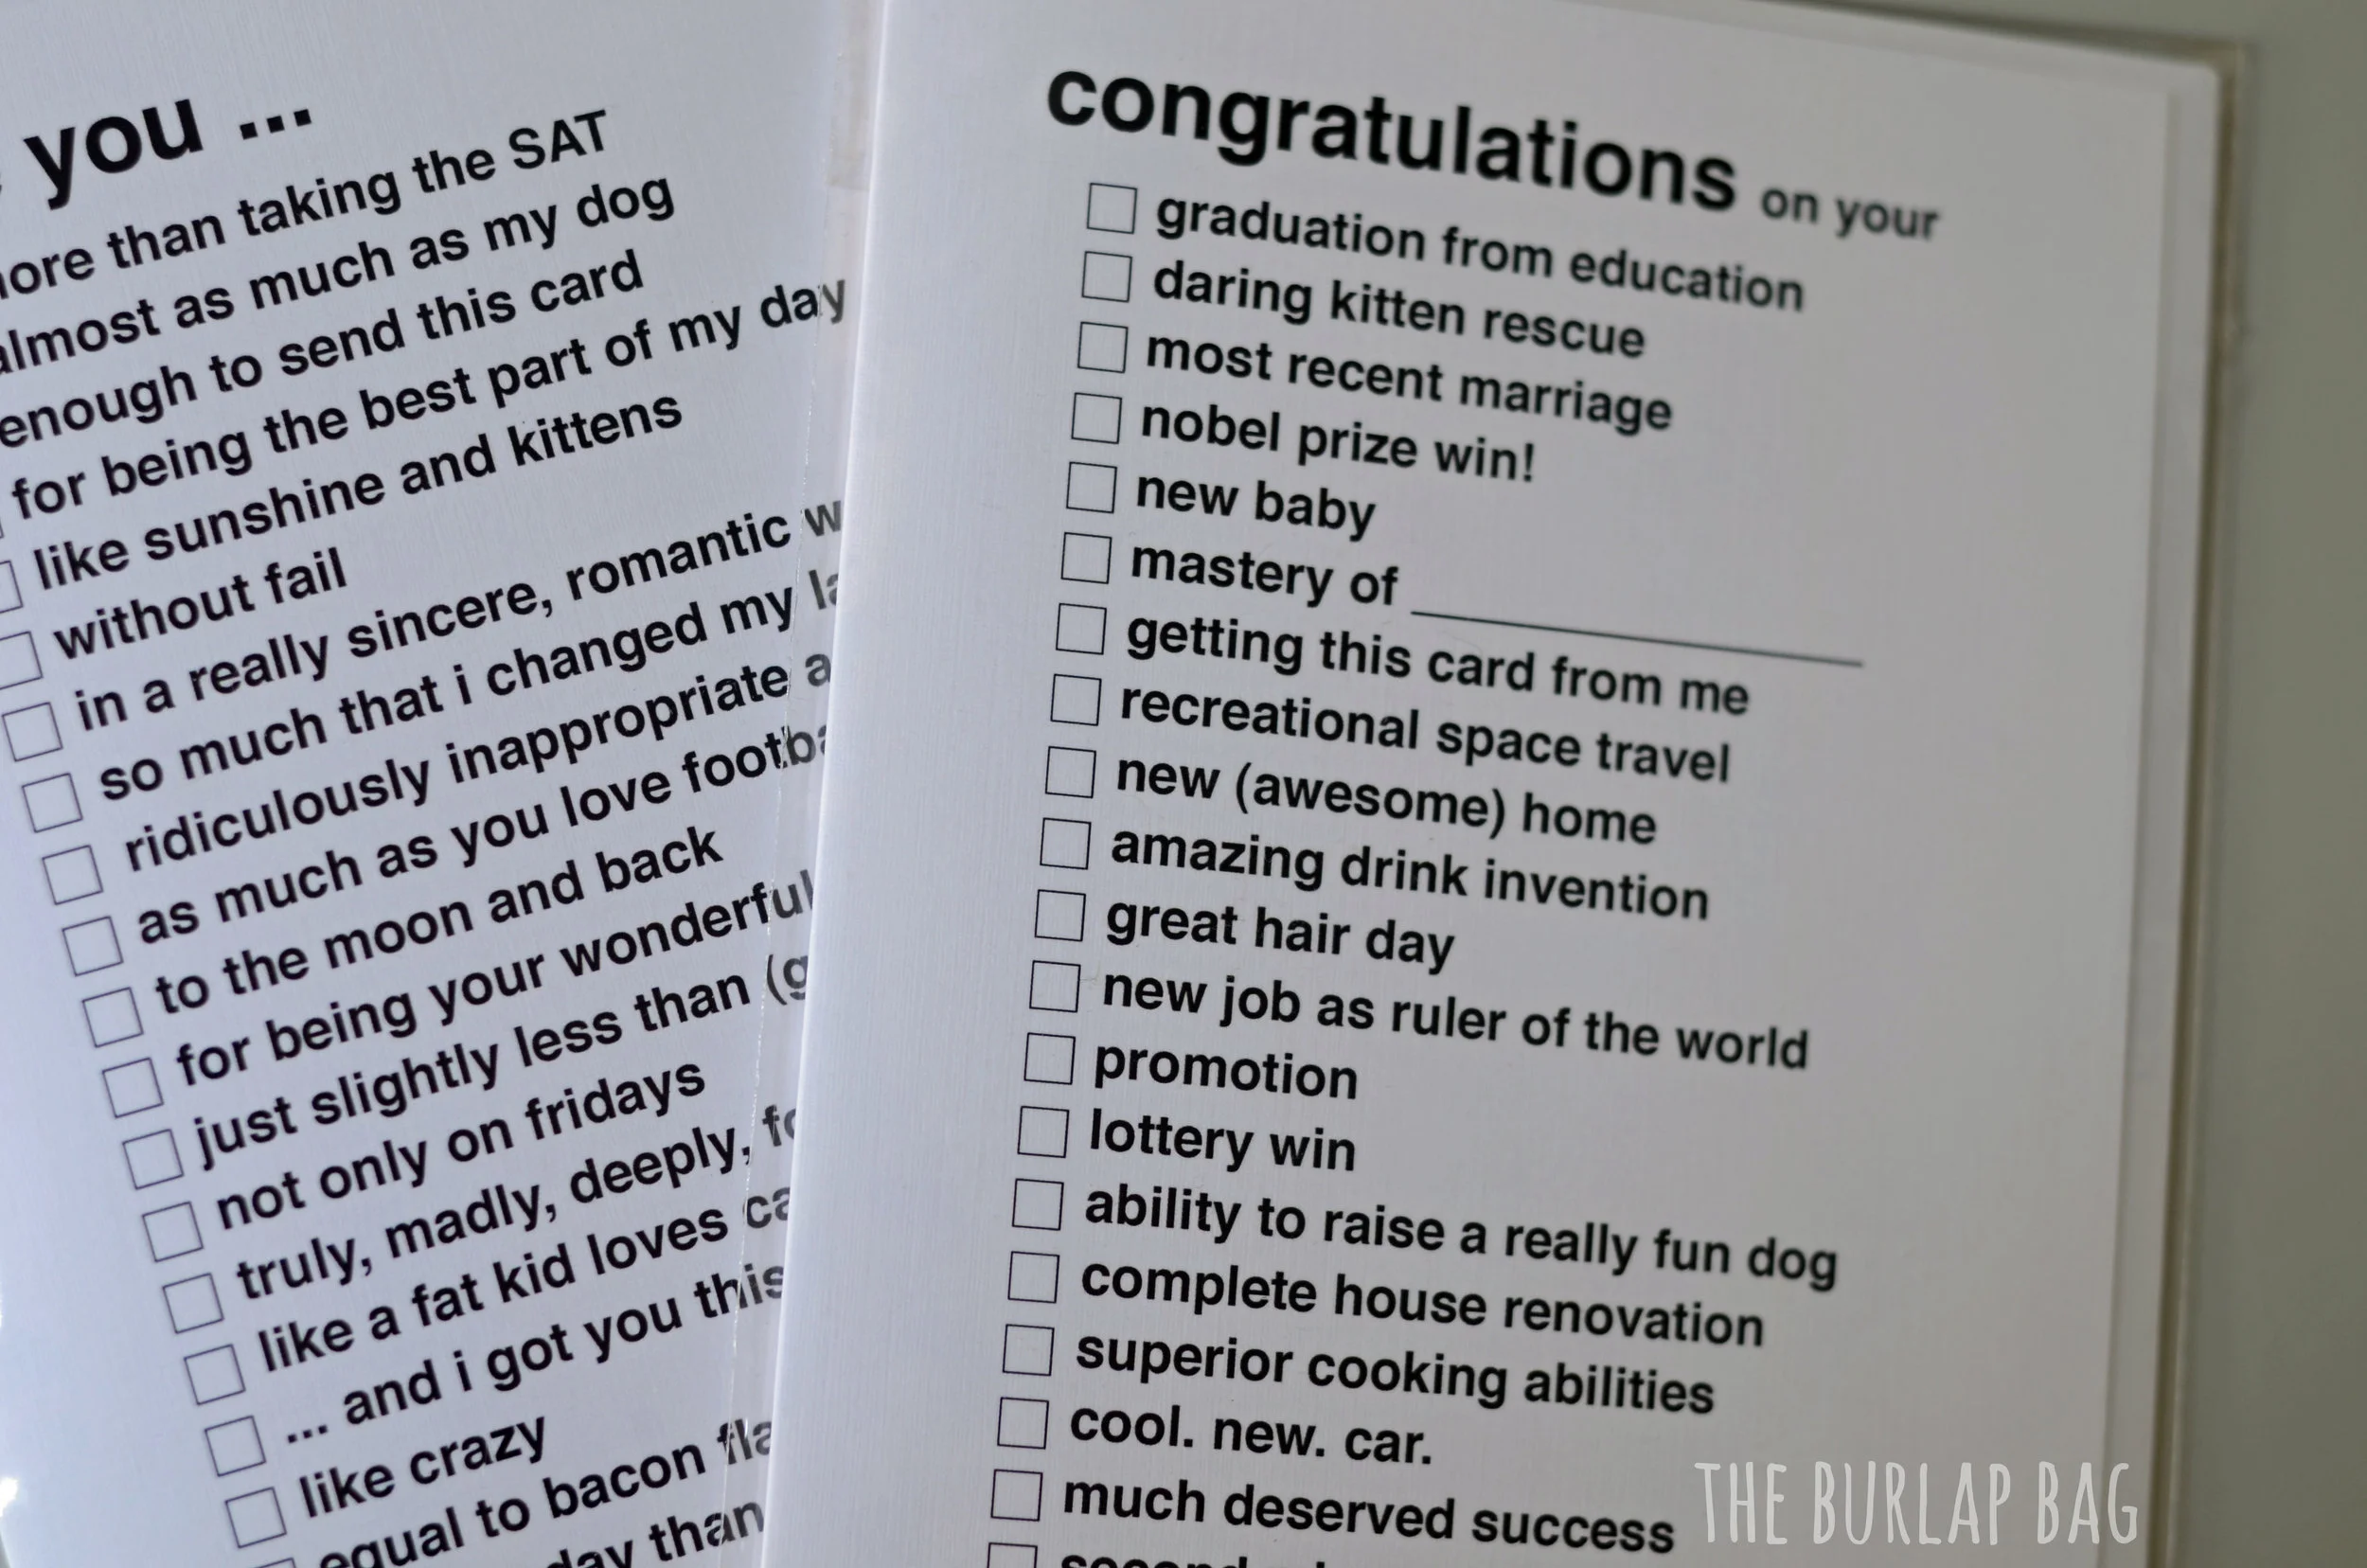 you ...
than taking the SAT
almost as much as my dog
enough to send this card
for being the best part of my day
like sunshine and kittens
without fail
in a really sincere, romantic
so much that i changed my
ridiculously inappropriate
as much as you love
to the moon and back
for being your wonderful
just slightly less than
not only on fridays
truly, madly, deeply,
like a fat kid loves
... and i got you this
like crazy
equal to bacon
than
congratulations on your
graduation from education
daring kitten rescue
most recent marriage
nobel prize win!
new baby
mastery of
getting this card from me
recreational space travel
new (awesome) home
amazing drink invention
great hair day
new job as ruler of the world
promotion
lottery win
ability to raise a really fun dog
complete house renovation
superior cooking abilities
cool. new. car.
much deserved success
THE BURLAP BAG